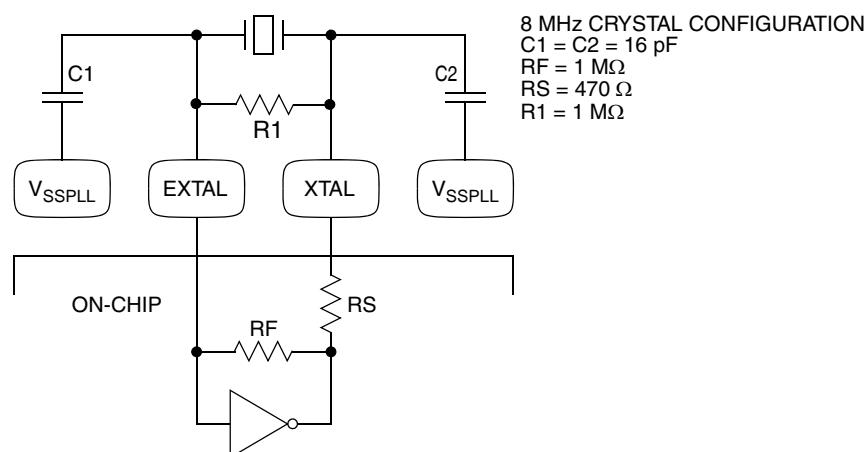 8 MHz CRYSTAL CONFIGURATION
C1 = C2 = 16 pF
RF = 1 MΩ
RS = 470 Ω
R1 = 1 MΩ
C1
C2
R1
VSSPLL
EXTAL
XTAL
VSSPLL
ON-CHIP
RS
RF